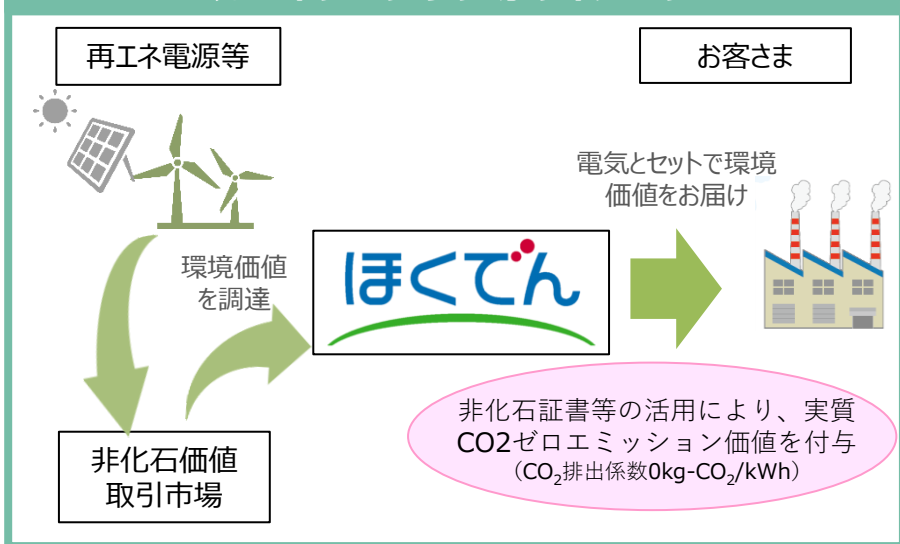 再エネ電源等
お客さま
電気とセットで環境
価値をお届け
環境価値
を調達
ほくでん
非化石証書等の活用により、実質
CO2ゼロエミッション価値を付与
（CO₂排出係数0kg-CO₂/kWh）
非化石価値
取引市場